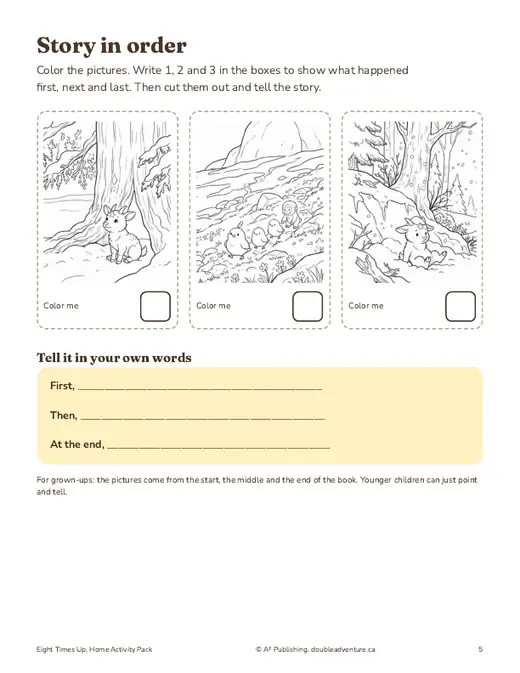 Story in order
Color the pictures. Write 1, 2 and 3 in the boxes to show what happened
first, next and last. Then cut them out and tell the story.
Color me
Color me
Color me
Tell it in your own words
First, ____________________________________________
Then, ____________________________________________
At the end, ________________________________________
For grown-ups: the pictures come from the start, the middle and the end of the book. Younger children can just point
and tell.
Eight Times Up, Home Activity Pack
© A² Publishing, doubleadventure.ca
5